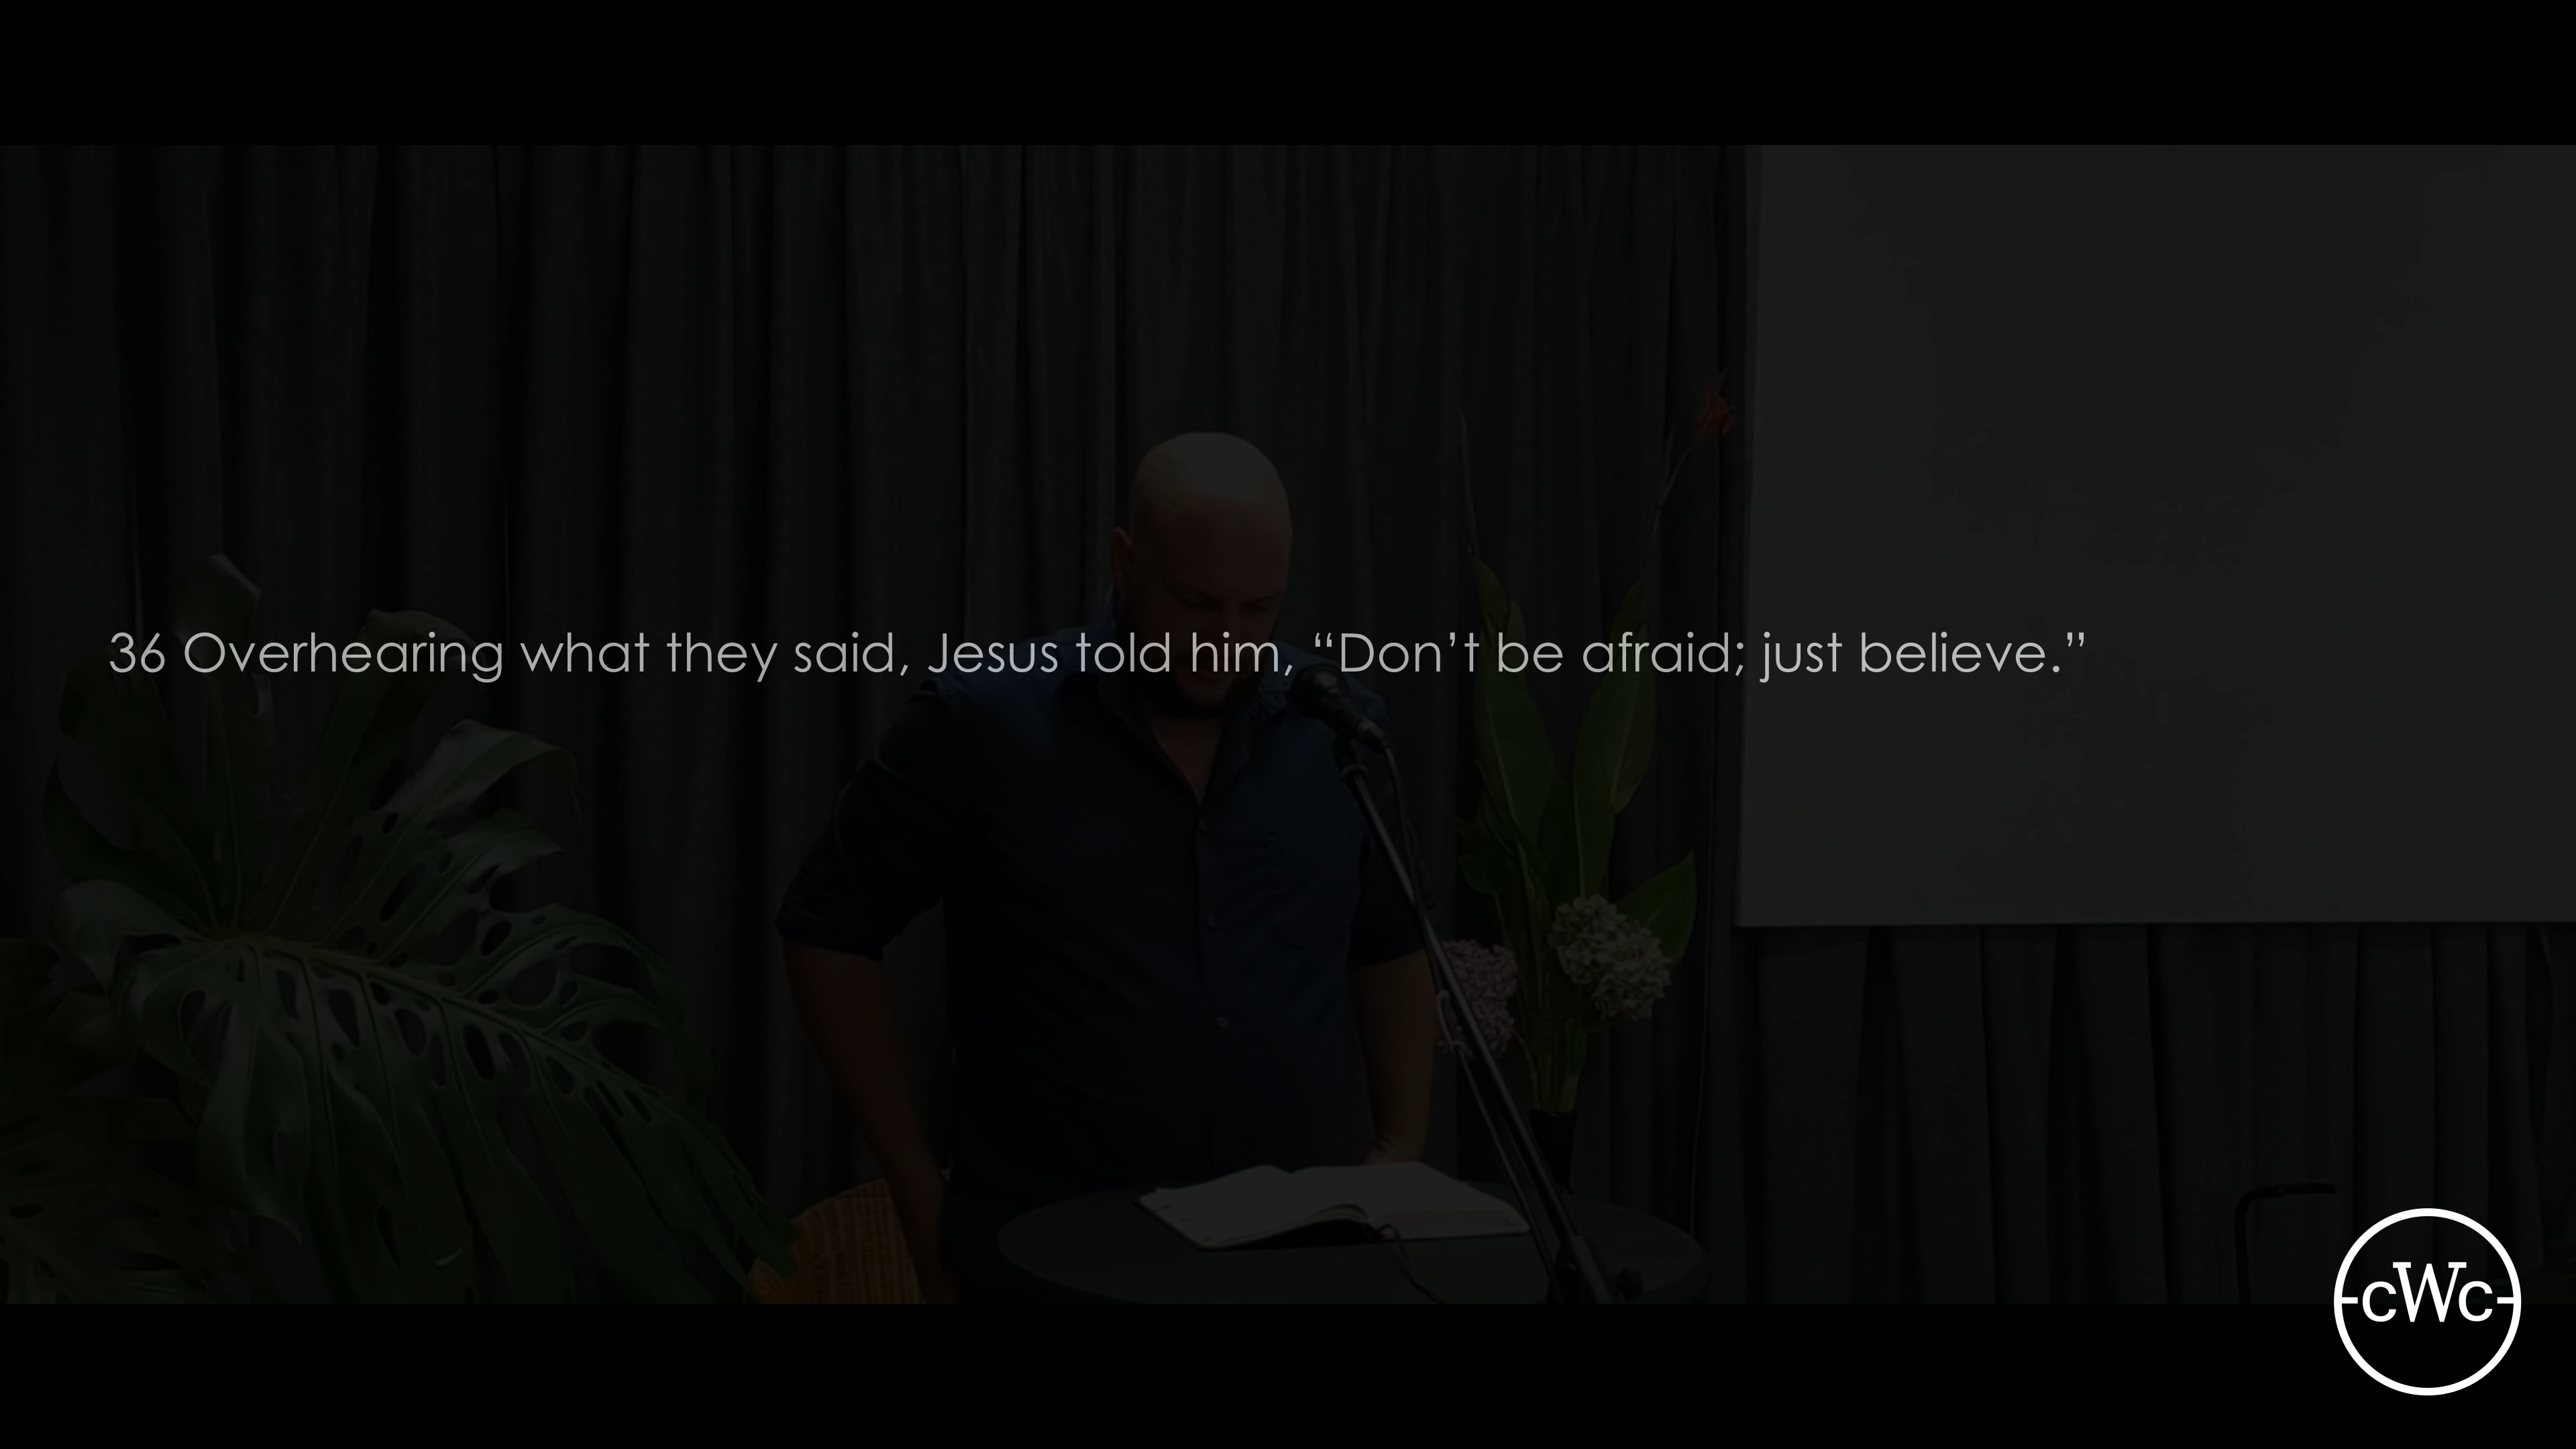 36 Overhearing what they said, Jesus told him, “Don’t be afraid; just believe.”
cWc